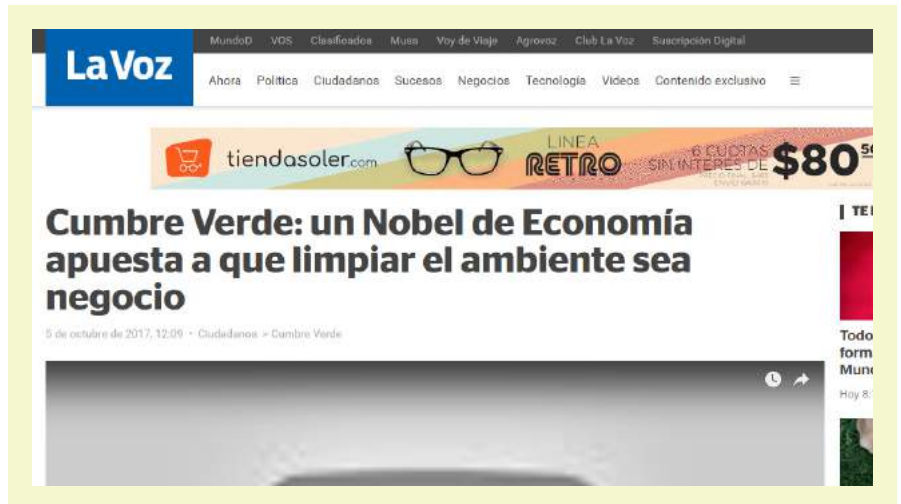 MundoD VOS Clasificados Musa Voy de Viaje Agrovoz Club La Voz Suscripción Digital
La Voz
Ahora Política Ciudadanos Sucesos Negocios Tecnología Videos Contenido exclusivo
tiendasoler.com
LINEA
RETRO
6 CUOTAS
SIN INTERES DE
$80
Cumbre Verde: un Nobel de Economía
apuesta a que limpiar el ambiente sea
negocio
5 de octubre de 2017, 12:09 • Ciudadanos > Cumbre Verde
Todo
form
Hoy 8: